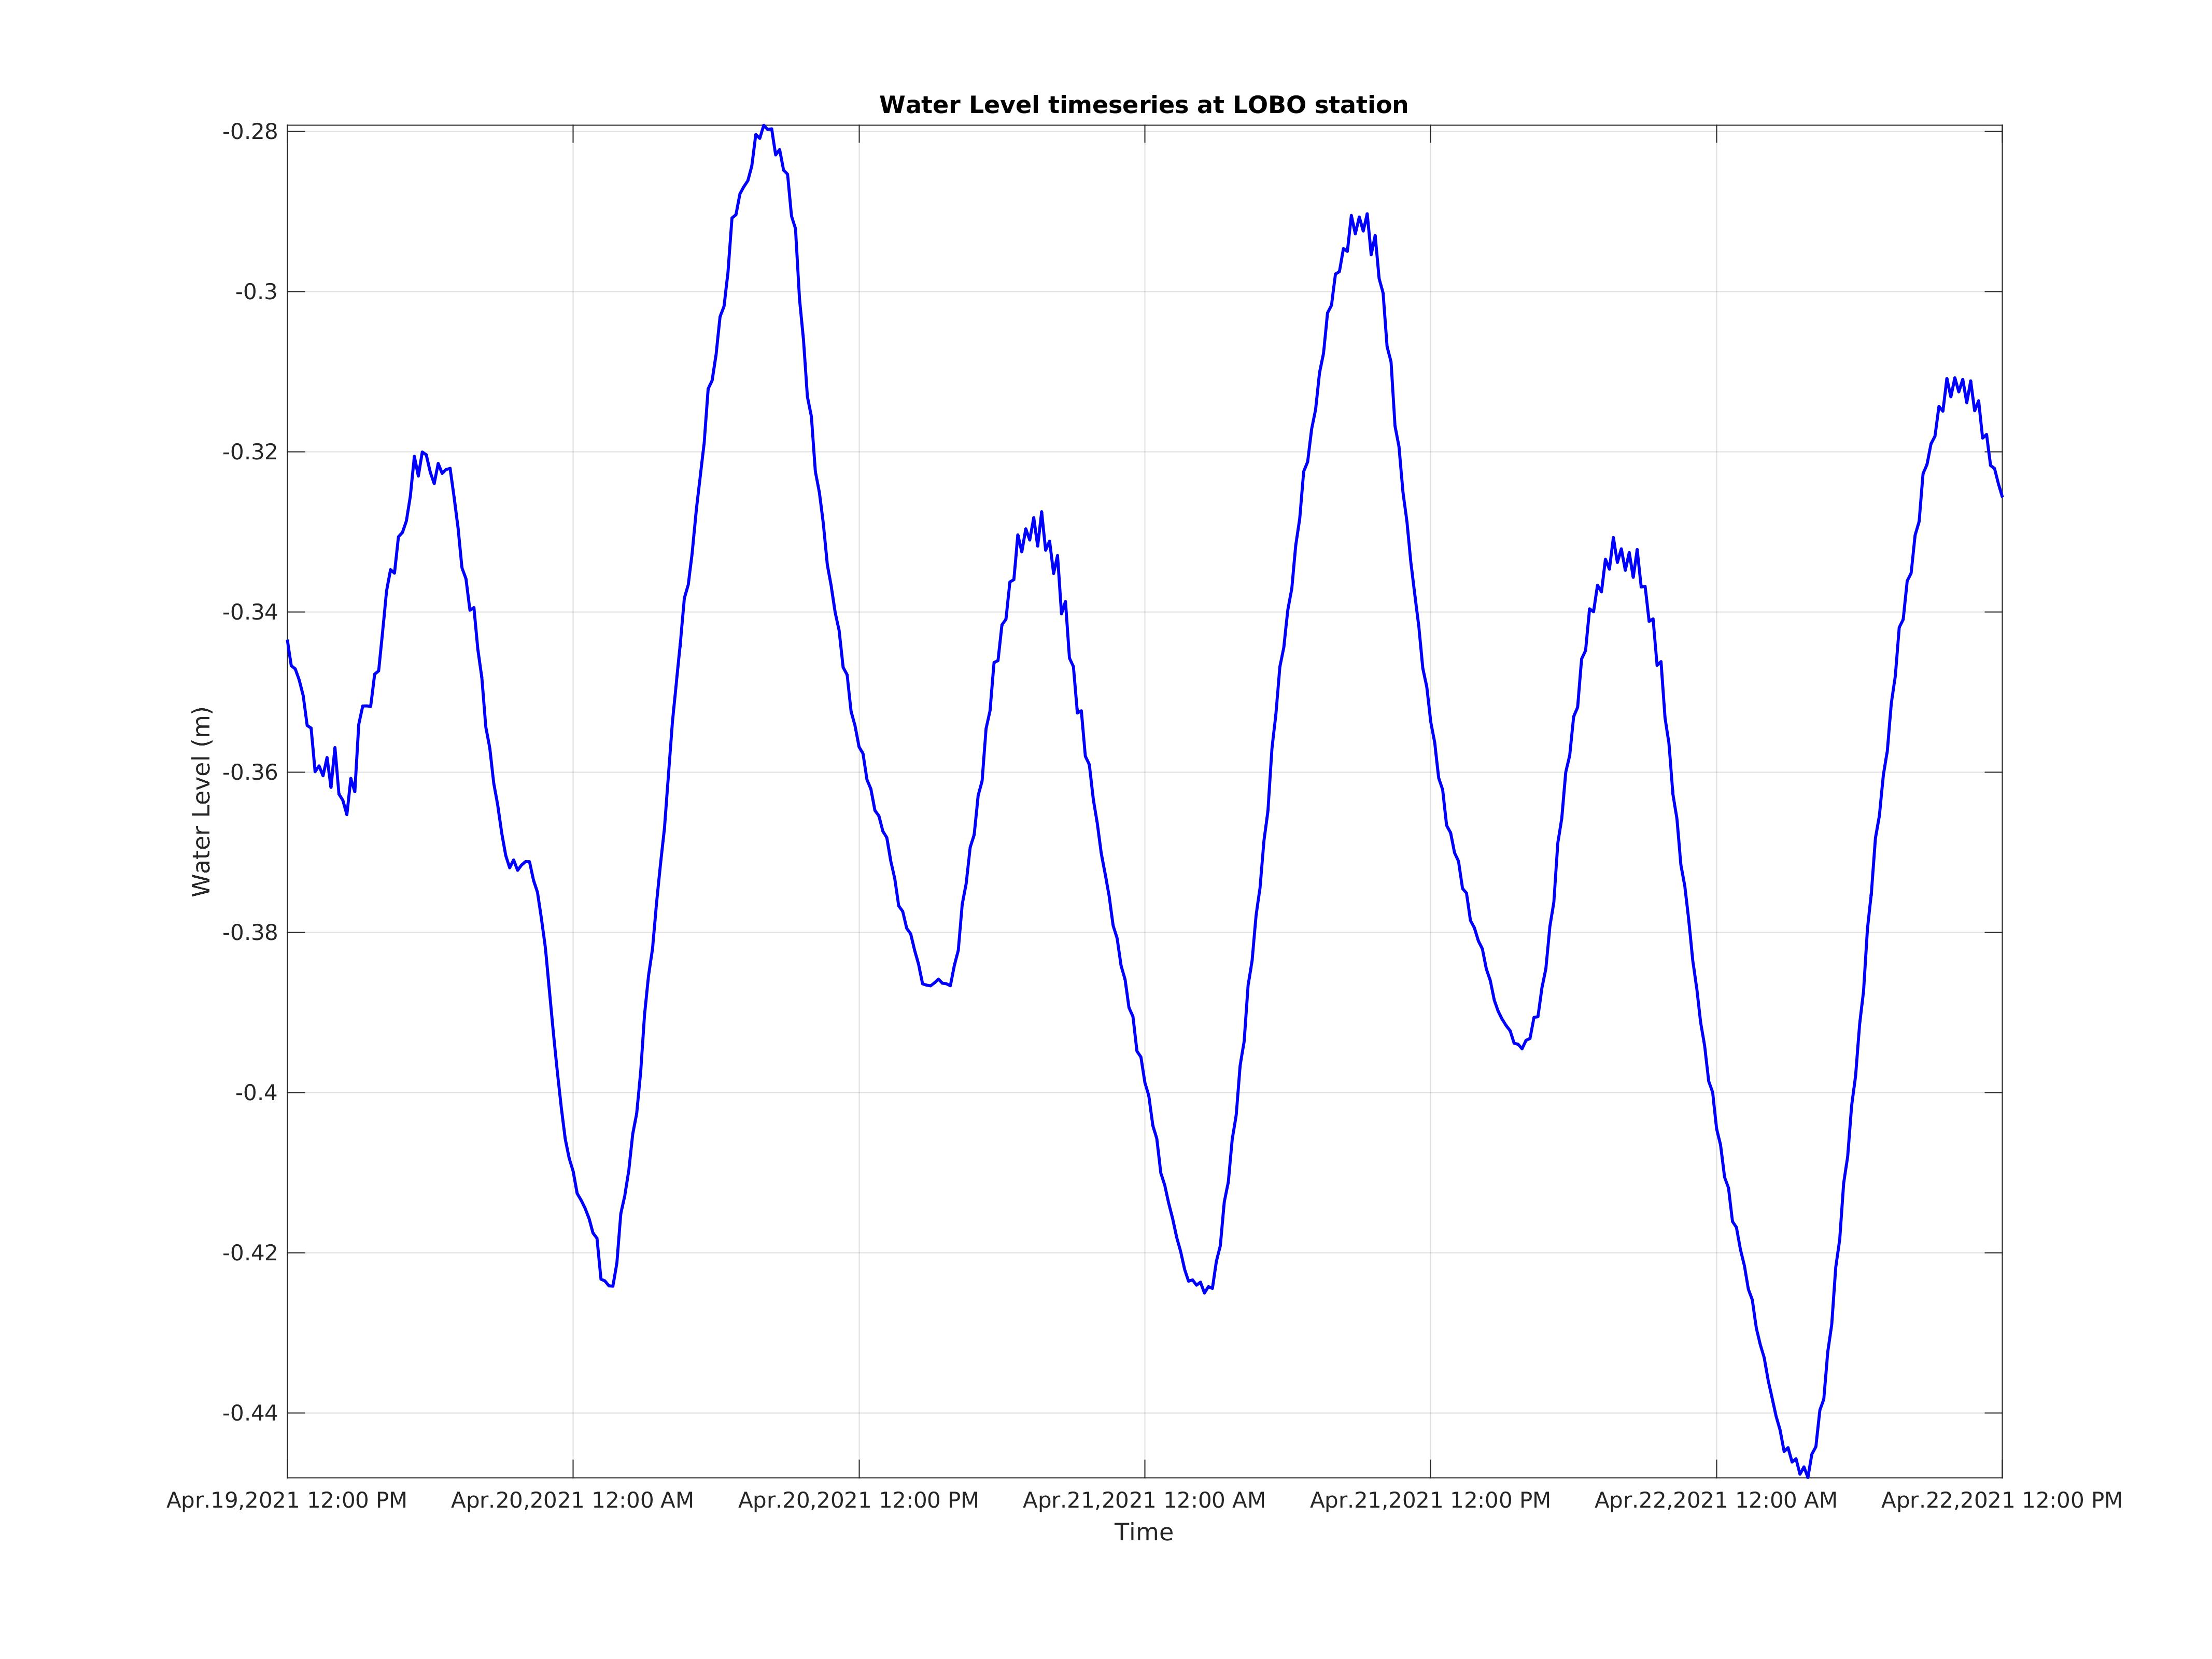 Water Level timeseries at LOBO station
-0.28
-0.3
-0.32
-0.34
-0.36
-0.38
-0.4
-0.42
-0.44
Water Level (m)
Apr.19,2021 12:00 PM Apr.20,2021 12:00 AM Apr.20,2021 12:00 PM Apr.21,2021 12:00 AM Apr.21,2021 12:00 PM Apr.22,2021 12:00 AM Apr.22,2021 12:00 PM
Time